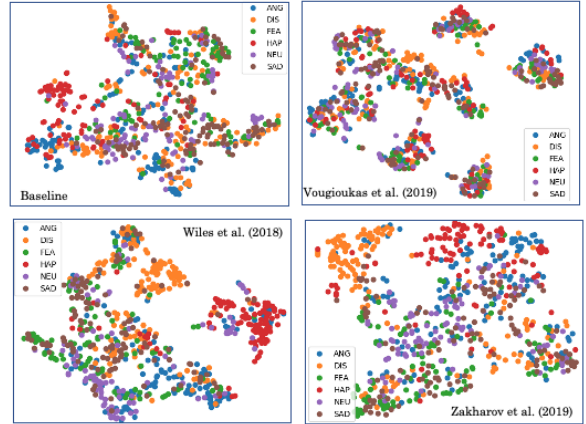 ANG
DIS
FEA
HAP
NEU
SAD
Baseline
ANG
DIS
FEA
HAP
NEU
SAD
Vougioukas et al. (2019)
Wiles et al. (2018)
ANG
DIS
FEA
HAP
NEU
SAD
ANG
DIS
FEA
HAP
NEU
SAD
Zakharov et al. (2019)